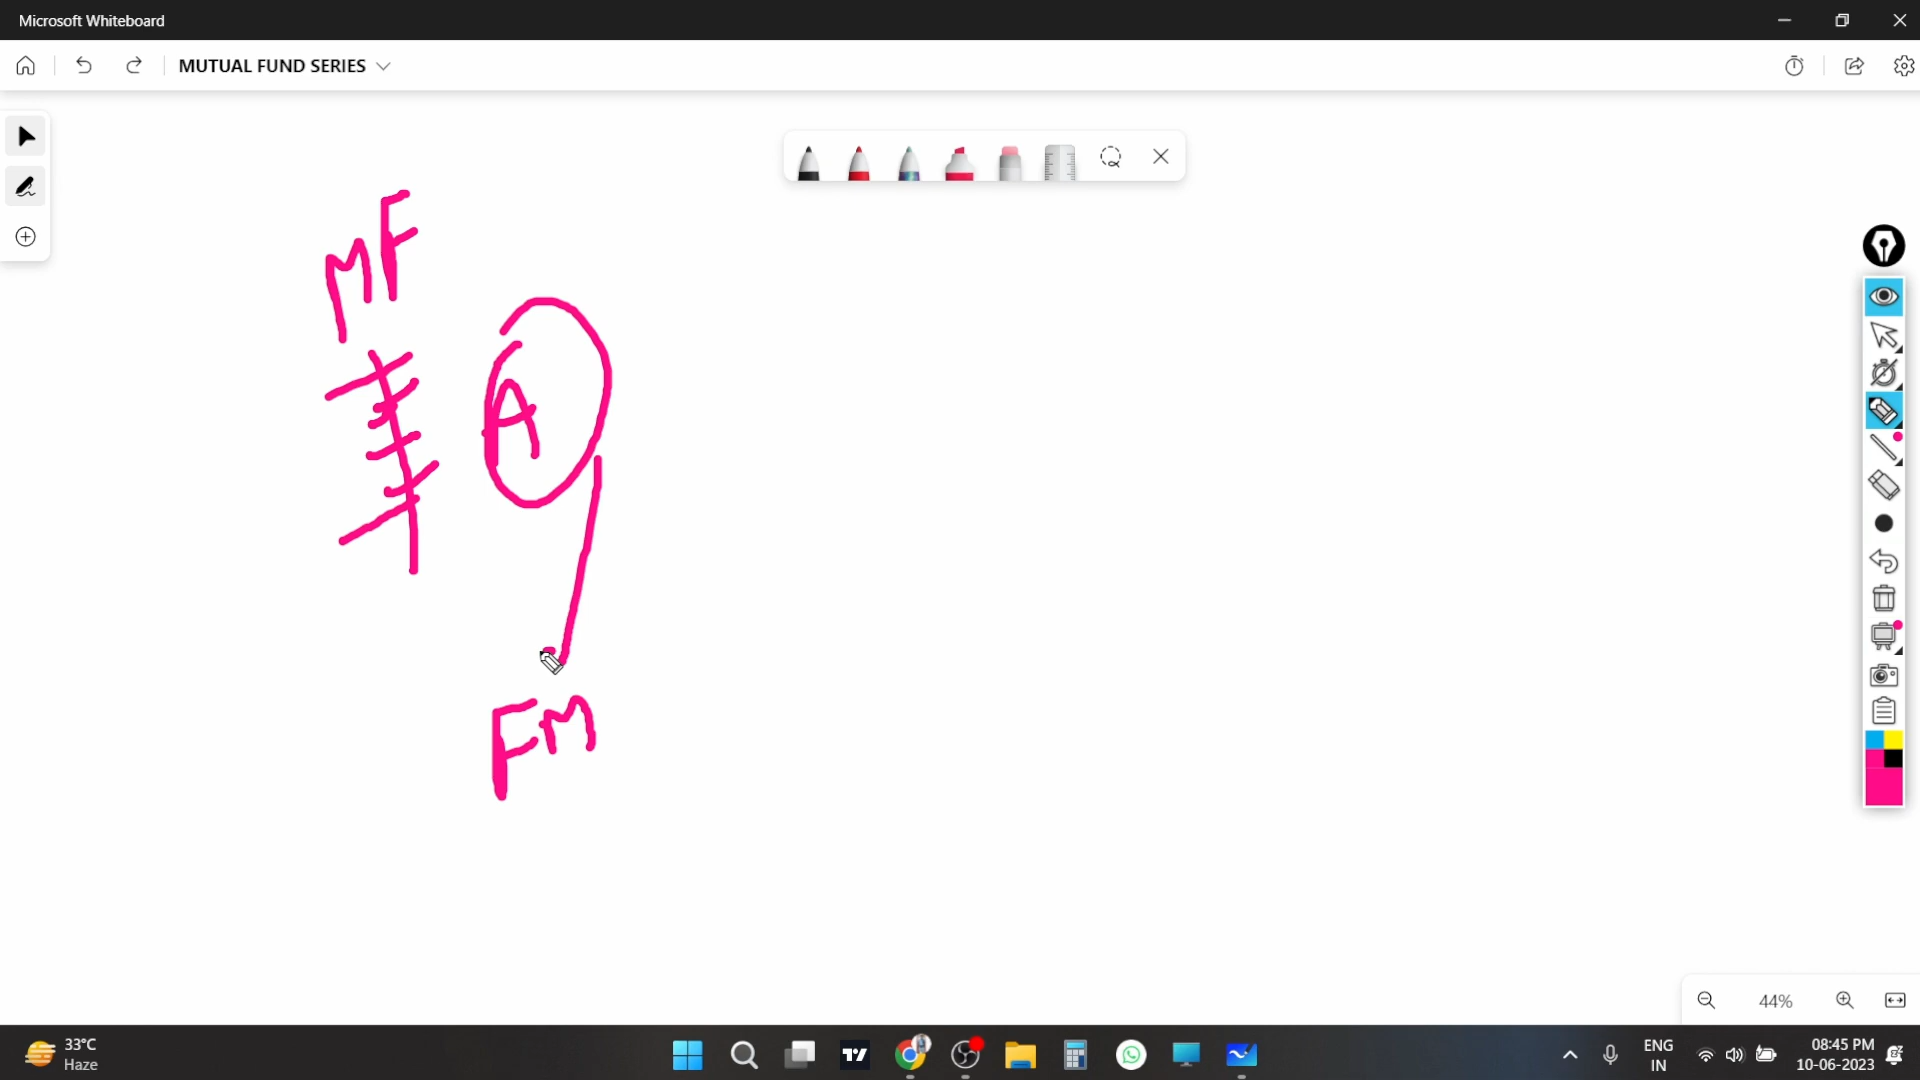 Microsoft Whiteboard
MUTUAL FUND SERIES
MF
A
FM
44%
33°C
Haze
ENG
IN
08:45 PM
10-06-2023